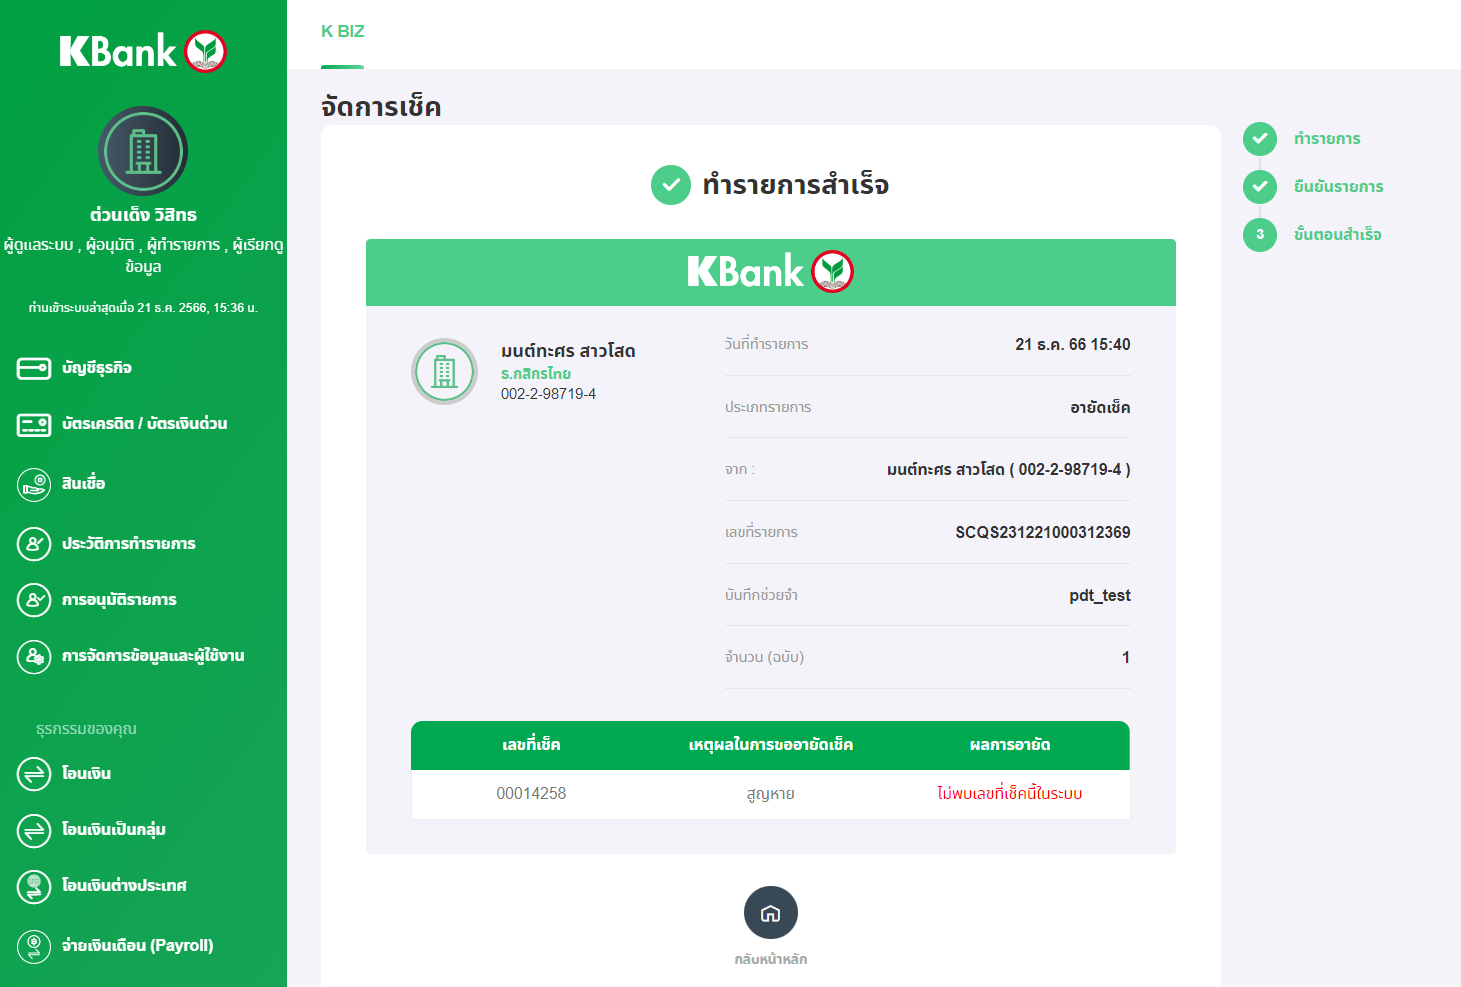 KBank
ต่วนเด็ง วิสิทธ
ผู้ดูแลระบบ , ผู้อนุมัติ , ผู้ทำรายการ , ผู้เรียกดู
ข้อมูล
ท่านเข้าระบบล่าสุดเมื่อ 21 ธ.ค. 2566, 15:36 น.
บัญชีธุรกิจ
บัตรเครดิต / บัตรเงินด่วน
สินเชื่อ
ประวัติการทำรายการ
การอนุมัติรายการ
การจัดการข้อมูลและผู้ใช้งาน
ธุรกรรมของคุณ
โอนเงิน
โอนเงินเป็นกลุ่ม
โอนเงินต่างประเทศ
จ่ายเงินเดือน (Payroll)
K BIZ
จัดการเช็ค
ทำรายการสำเร็จ
KBank
มนต์ทะศร สาวโสด
ธ.กสิกรไทย
002-2-98719-4
วันที่ทำรายการ 21 ธ.ค. 66 15:40
ประเภทรายการ อายัดเช็ค
จาก : มนต์ทะศร สาวโสด ( 002-2-98719-4 )
เลขที่รายการ SCQS231221000312369
บันทึกช่วยจำ pdt_test
จำนวน (ฉบับ) 1
เลขที่เช็ค เหตุผลในการขออายัดเช็ค ผลการอายัด
00014258 สูญหาย ไม่พบเลขที่เช็คนี้ในระบบ
กลับหน้าหลัก
ทำรายการ
ยืนยันรายการ
3 ขั้นตอนสำเร็จ